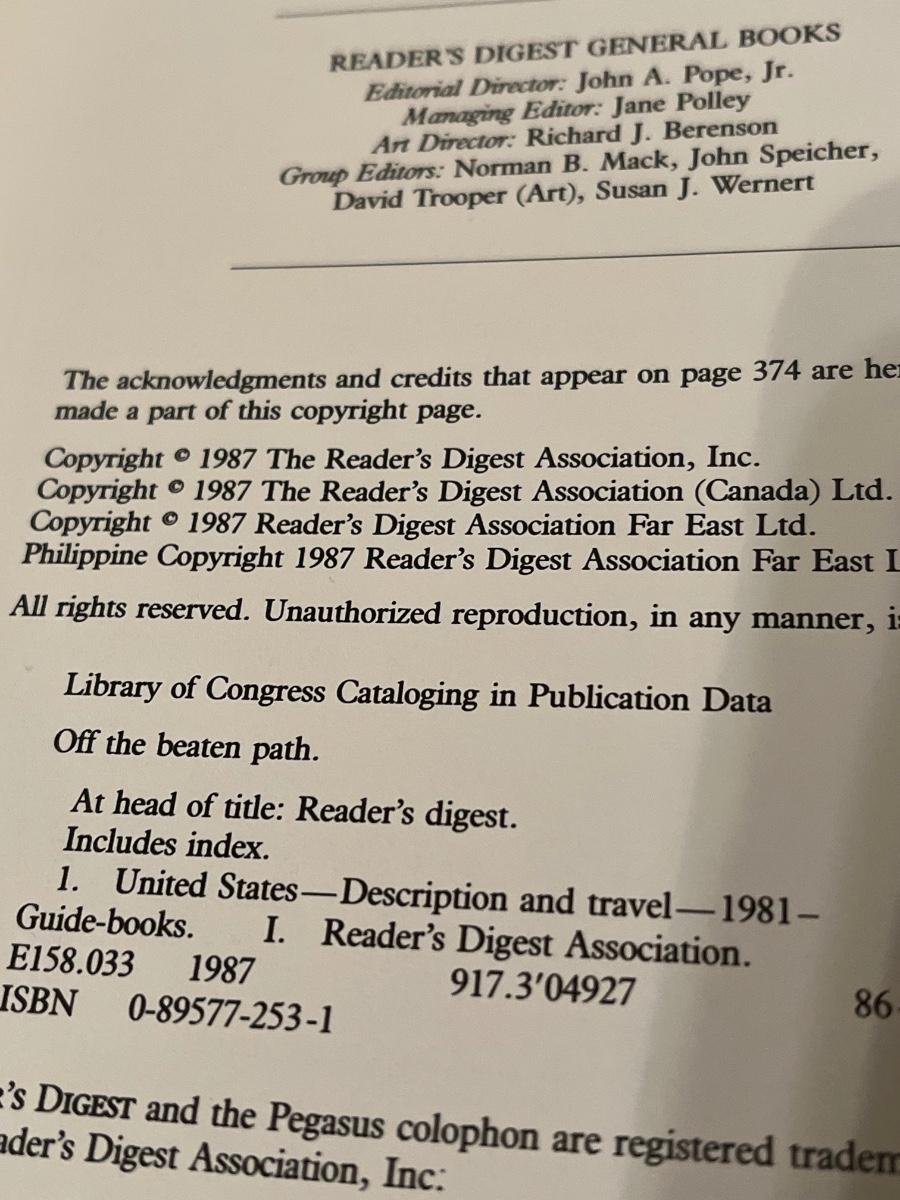 READER'S DIGEST GENERAL BOOKS
Editorial Director: John A. Pope, Jr.
Managing Editor: Jane Polley
Art Director: Richard J. Berenson
Group Editors: Norman B. Mack, John Speicher,
David Trooper (Art), Susan J. Wernert
The acknowledgments and credits that appear on page 374 are
made a part of this copyright page.
Copyright © 1987 The Reader's Digest Association, Inc.
Copyright © 1987 The Reader's Digest Association (Canada) Ltd.
Copyright © 1987 Reader's Digest Association Far East Ltd.
Philippine Copyright 1987 Reader's Digest Association Far East
All rights reserved. Unauthorized reproduction, in any manner,
Library of Congress Cataloging in Publication Data
Off the beaten path.
At head of title: Reader's digest.
Includes index.
1. United States—Description and travel—1981–
Guide-books. I. Reader's Digest Association.
E158.033 1987 917.3'04927 86
ISBN 0-89577-253-1
's DIGEST and the Pegasus colophon are registered
Digest Association, Inc.